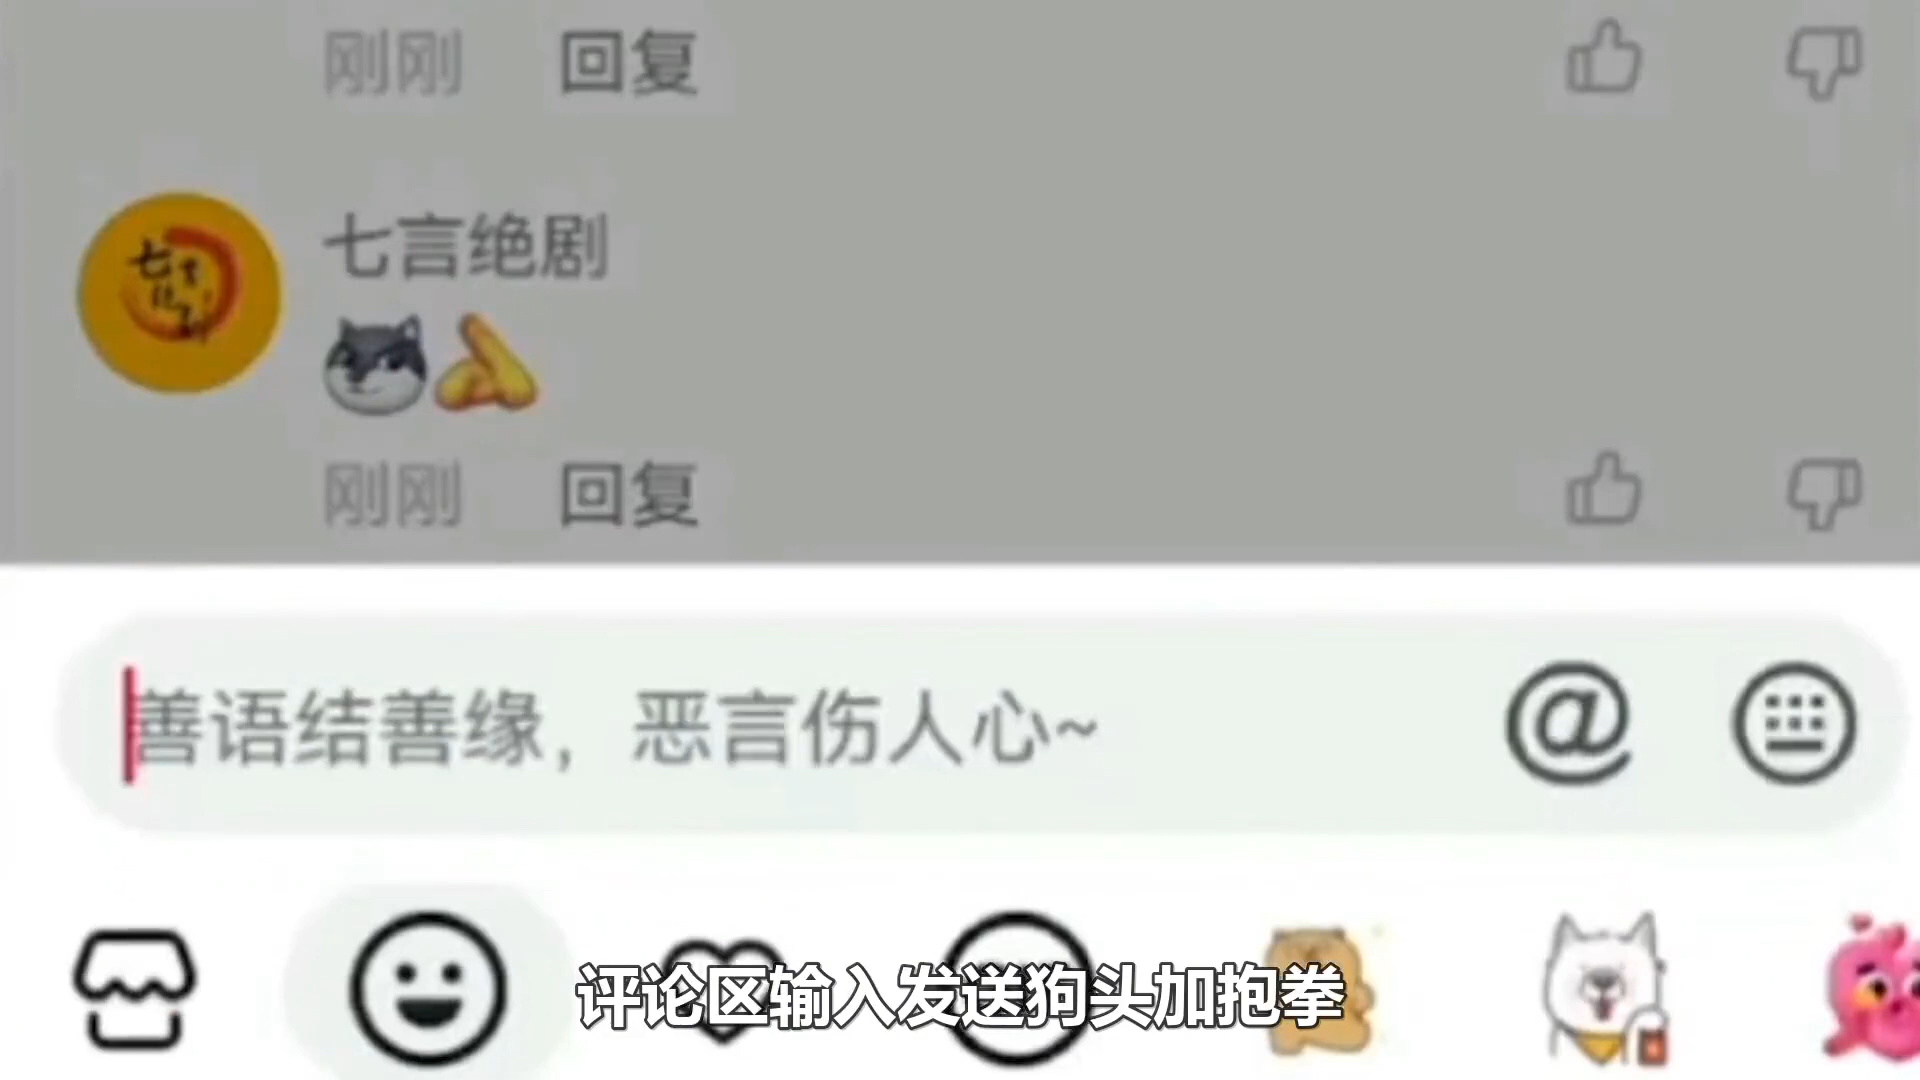 刚刚 回复
七言绝剧
刚刚 回复
善语结善缘，恶言伤人心~
@
评论区输入发送狗头加抱拳